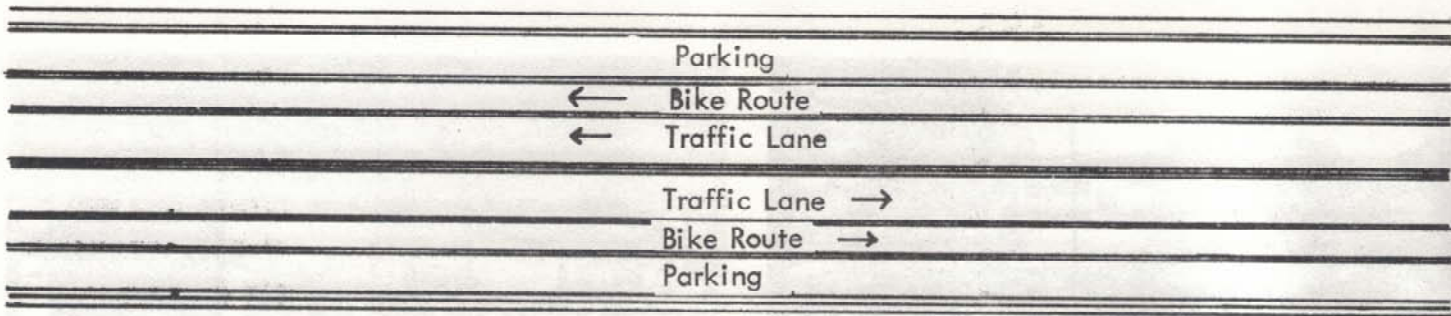 Parking
← Bike Route
← Traffic Lane
Traffic Lane →
Bike Route →
Parking